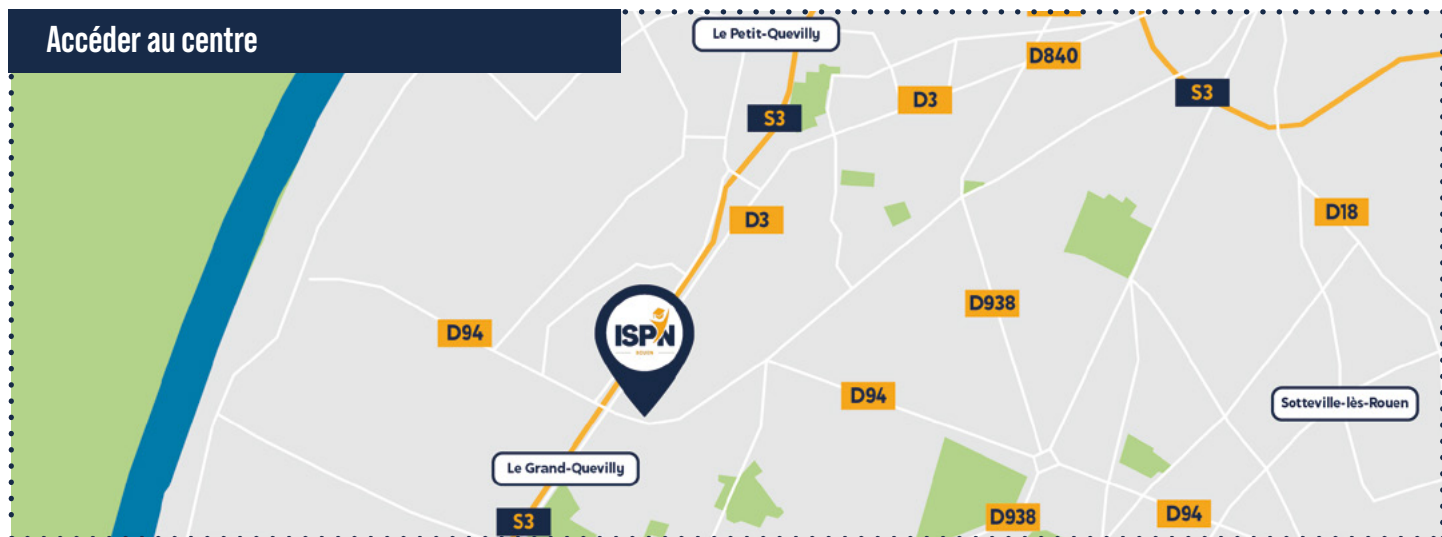 Accéder au centre
Le Petit-Quevilly
D840
S3
D3
S3
D3
D18
D938
ISPN
ROUEN
D94
D94
Sotteville-lès-Rouen
Le Grand-Quevilly
S3
D938
D94